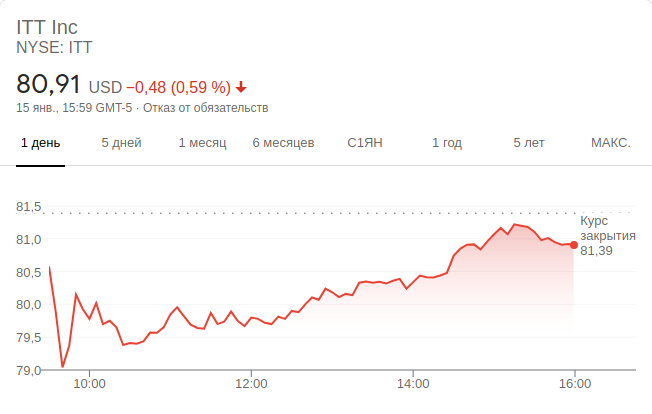 ITT Inc
NYSE: ITT
80,91 USD −0,48 (0,59 %)
15 янв., 15:59 GMT-5 · Отказ от обязательств
1 день 5 дней 1 месяц 6 месяцев С1ЯН 1 год 5 лет МАКС.
81,5
81,0
80,5
80,0
79,5
79,0
Курс
закрытия
81,39
10:00 12:00 14:00 16:00